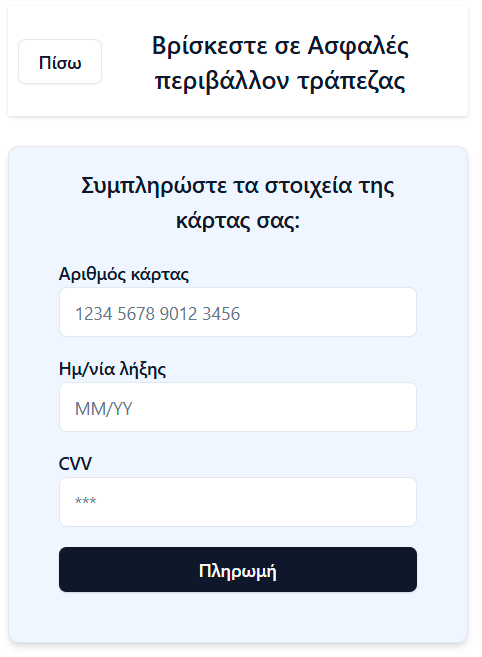 Πίσω
Βρίσκεστε σε Ασφαλές
περιβάλλον τράπεζας
Συμπληρώστε τα στοιχεία της
κάρτας σας:
Αριθμός κάρτας
1234 5678 9012 3456
Ημ/νία λήξης
MM/YY
CVV
***
Πληρωμή